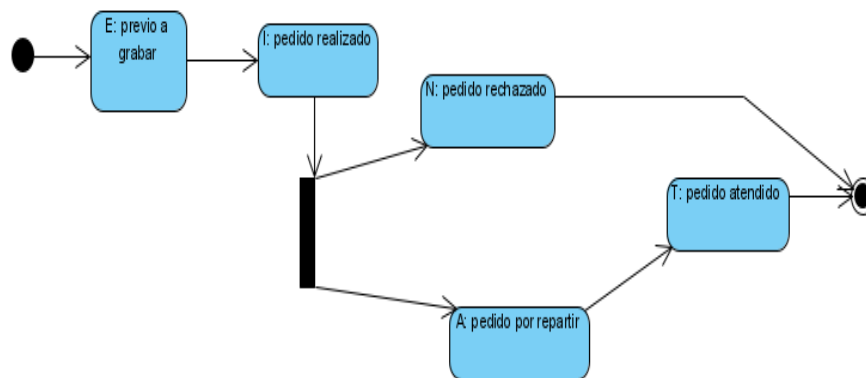 E: previo a
grabar
I: pedido realizado
N: pedido rechazado
T: pedido atendido
A: pedido por repartir